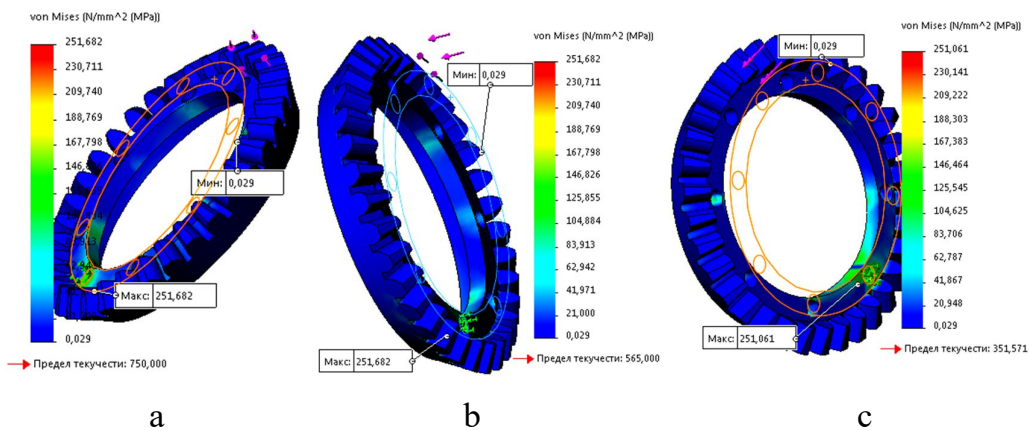 von Mises (N/mm^2 (MPa))
251,682
230,711
209,740
188,769
167,798
0,029
Мин: 0,029
Макс: 251,682
Предел текучести: 750,000
a
von Mises (N/mm^2 (MPa))
251,682
230,711
209,740
188,769
167,798
146,826
125,855
104,884
83,913
62,942
41,971
21,000
0,029
Мин: 0,029
Макс: 251,682
Предел текучести: 565,000
b
von Mises (N/mm^2 (MPa))
251,061
230,141
209,222
188,303
167,383
146,464
125,545
104,625
83,706
62,787
41,867
20,948
0,029
Мин: 0,029
Макс: 251,061
Предел текучести: 351,571
c